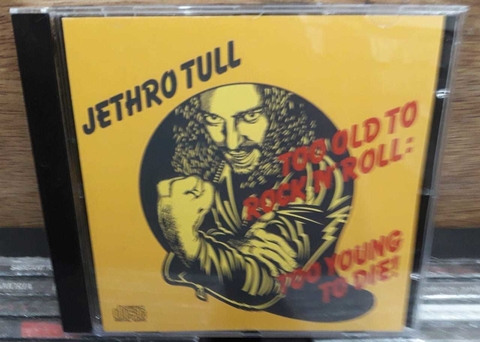 JETHRO TULL
TOO OLD TO
ROCK 'N' ROLL:
TOO YOUNG
TO DIE!